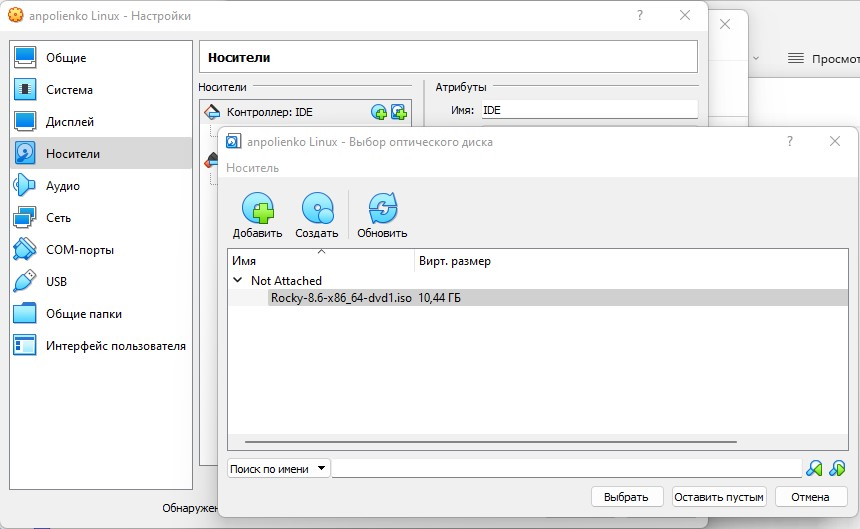 anpolienko Linux - Настройки
?
Просмот
Общие
Система
Дисплей
Носители
Аудио
Сеть
COM-порты
USB
Общие папки
Интерфейс пользователя
Носители
Носители
Контроллер: IDE
Атрибуты
Имя: IDE
anpolienko Linux - Выбор оптического диска
?
Носитель
Добавить Создать Обновить
Имя Вирт. размер
Not Attached
Rocky-8.6-x86_64-dvd1.iso 10,44 ГБ
Поиск по имени
Выбрать Оставить пустым Отмена
Обнаружен